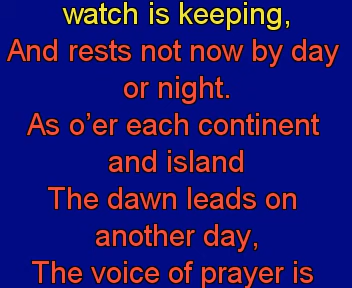 watch is keeping,
And rests not now by day
or night.
As o’er each continent
and island
The dawn leads on
another day,
The voice of prayer is